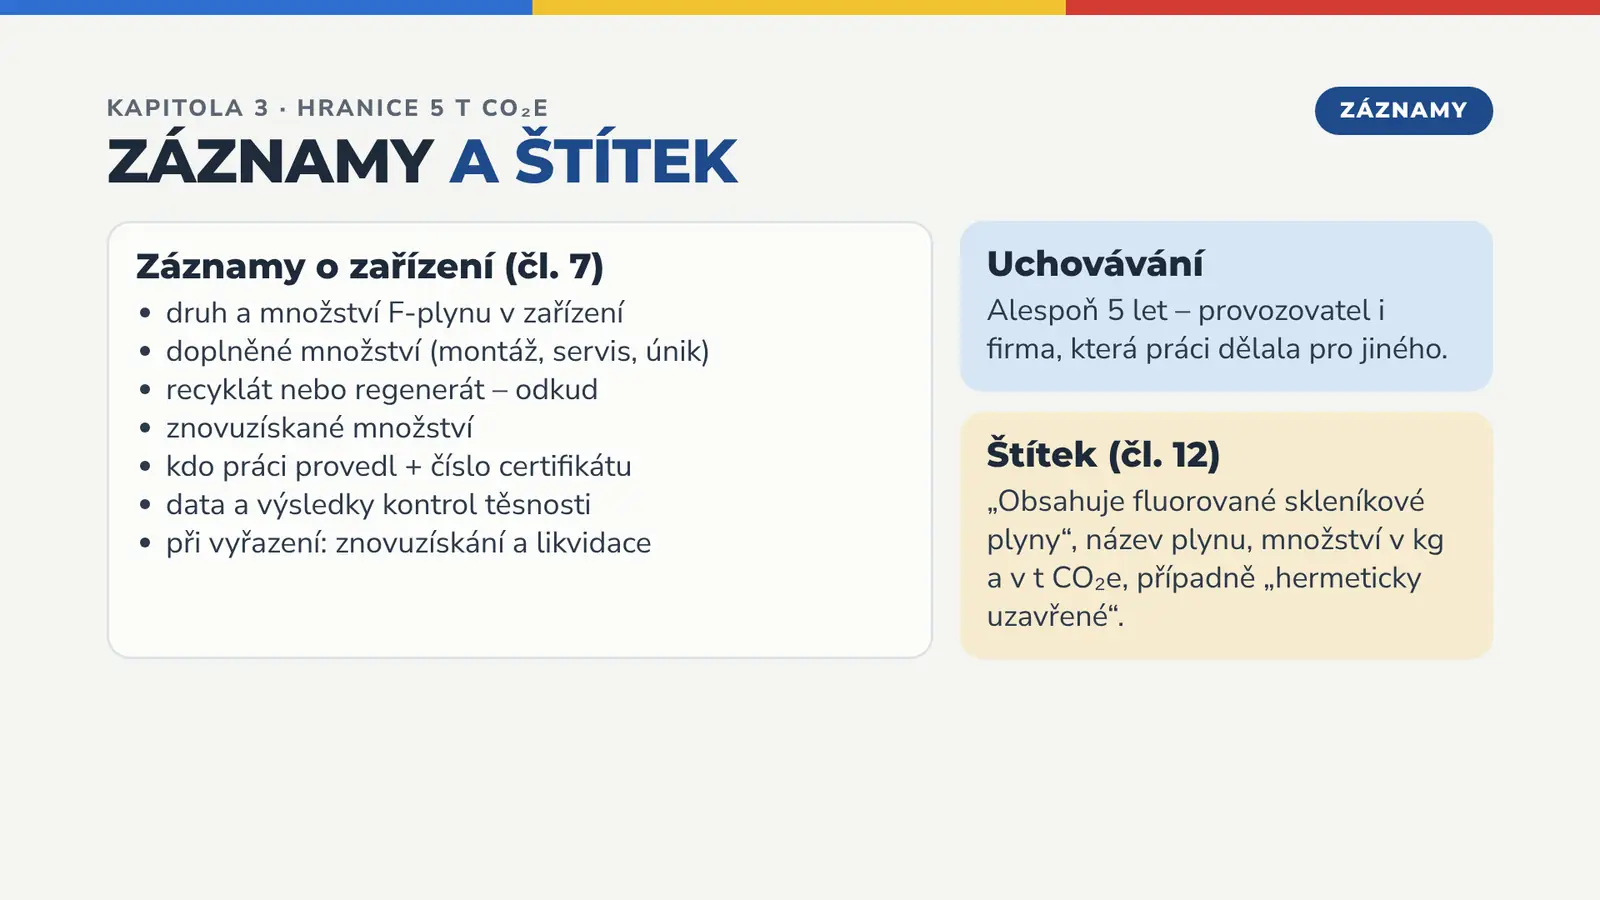 KAPITOLA 3 · HRANICE 5 T CO₂E
ZÁZNAMY
ZÁZNAMY A ŠTÍTEK
Záznamy o zařízení (čl. 7)
• druh a množství F-plynu v zařízení
• doplněné množství (montáž, servis, únik)
• recyklát nebo regenerát – odkud
• znovuzískané množství
• kdo práci provedl + číslo certifikátu
• data a výsledky kontrol těsnosti
• při vyřazení: znovuzískání a likvidace
Uchovávání
Alespoň 5 let – provozovatel i
firma, která práci dělala pro jiného.
Štítek (čl. 12)
„Obsahuje fluorované skleníkové
plyny“, název plynu, množství v kg
a v t CO₂e, případně „hermeticky
uzavřené“.